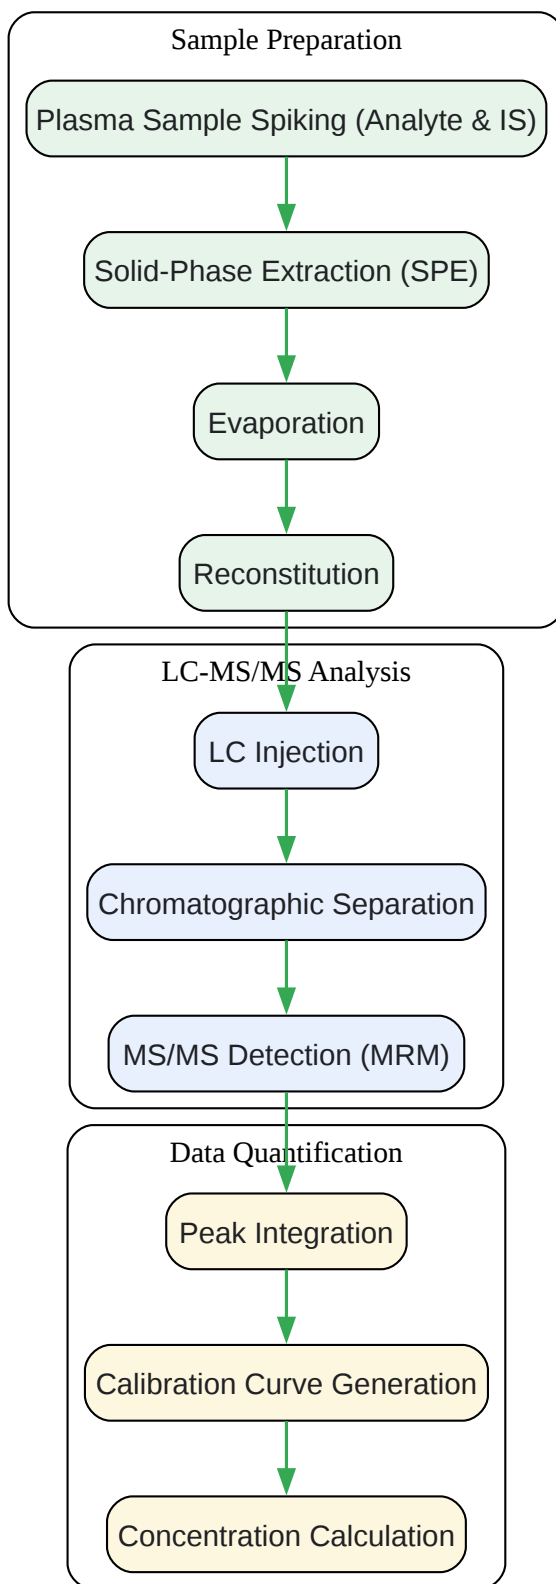 Sample Preparation
Plasma Sample Spiking (Analyte & IS)
Solid-Phase Extraction (SPE)
Evaporation
Reconstitution
LC-MS/MS Analysis
LC Injection
Chromatographic Separation
MS/MS Detection (MRM)
Data Quantification
Peak Integration
Calibration Curve Generation
Concentration Calculation